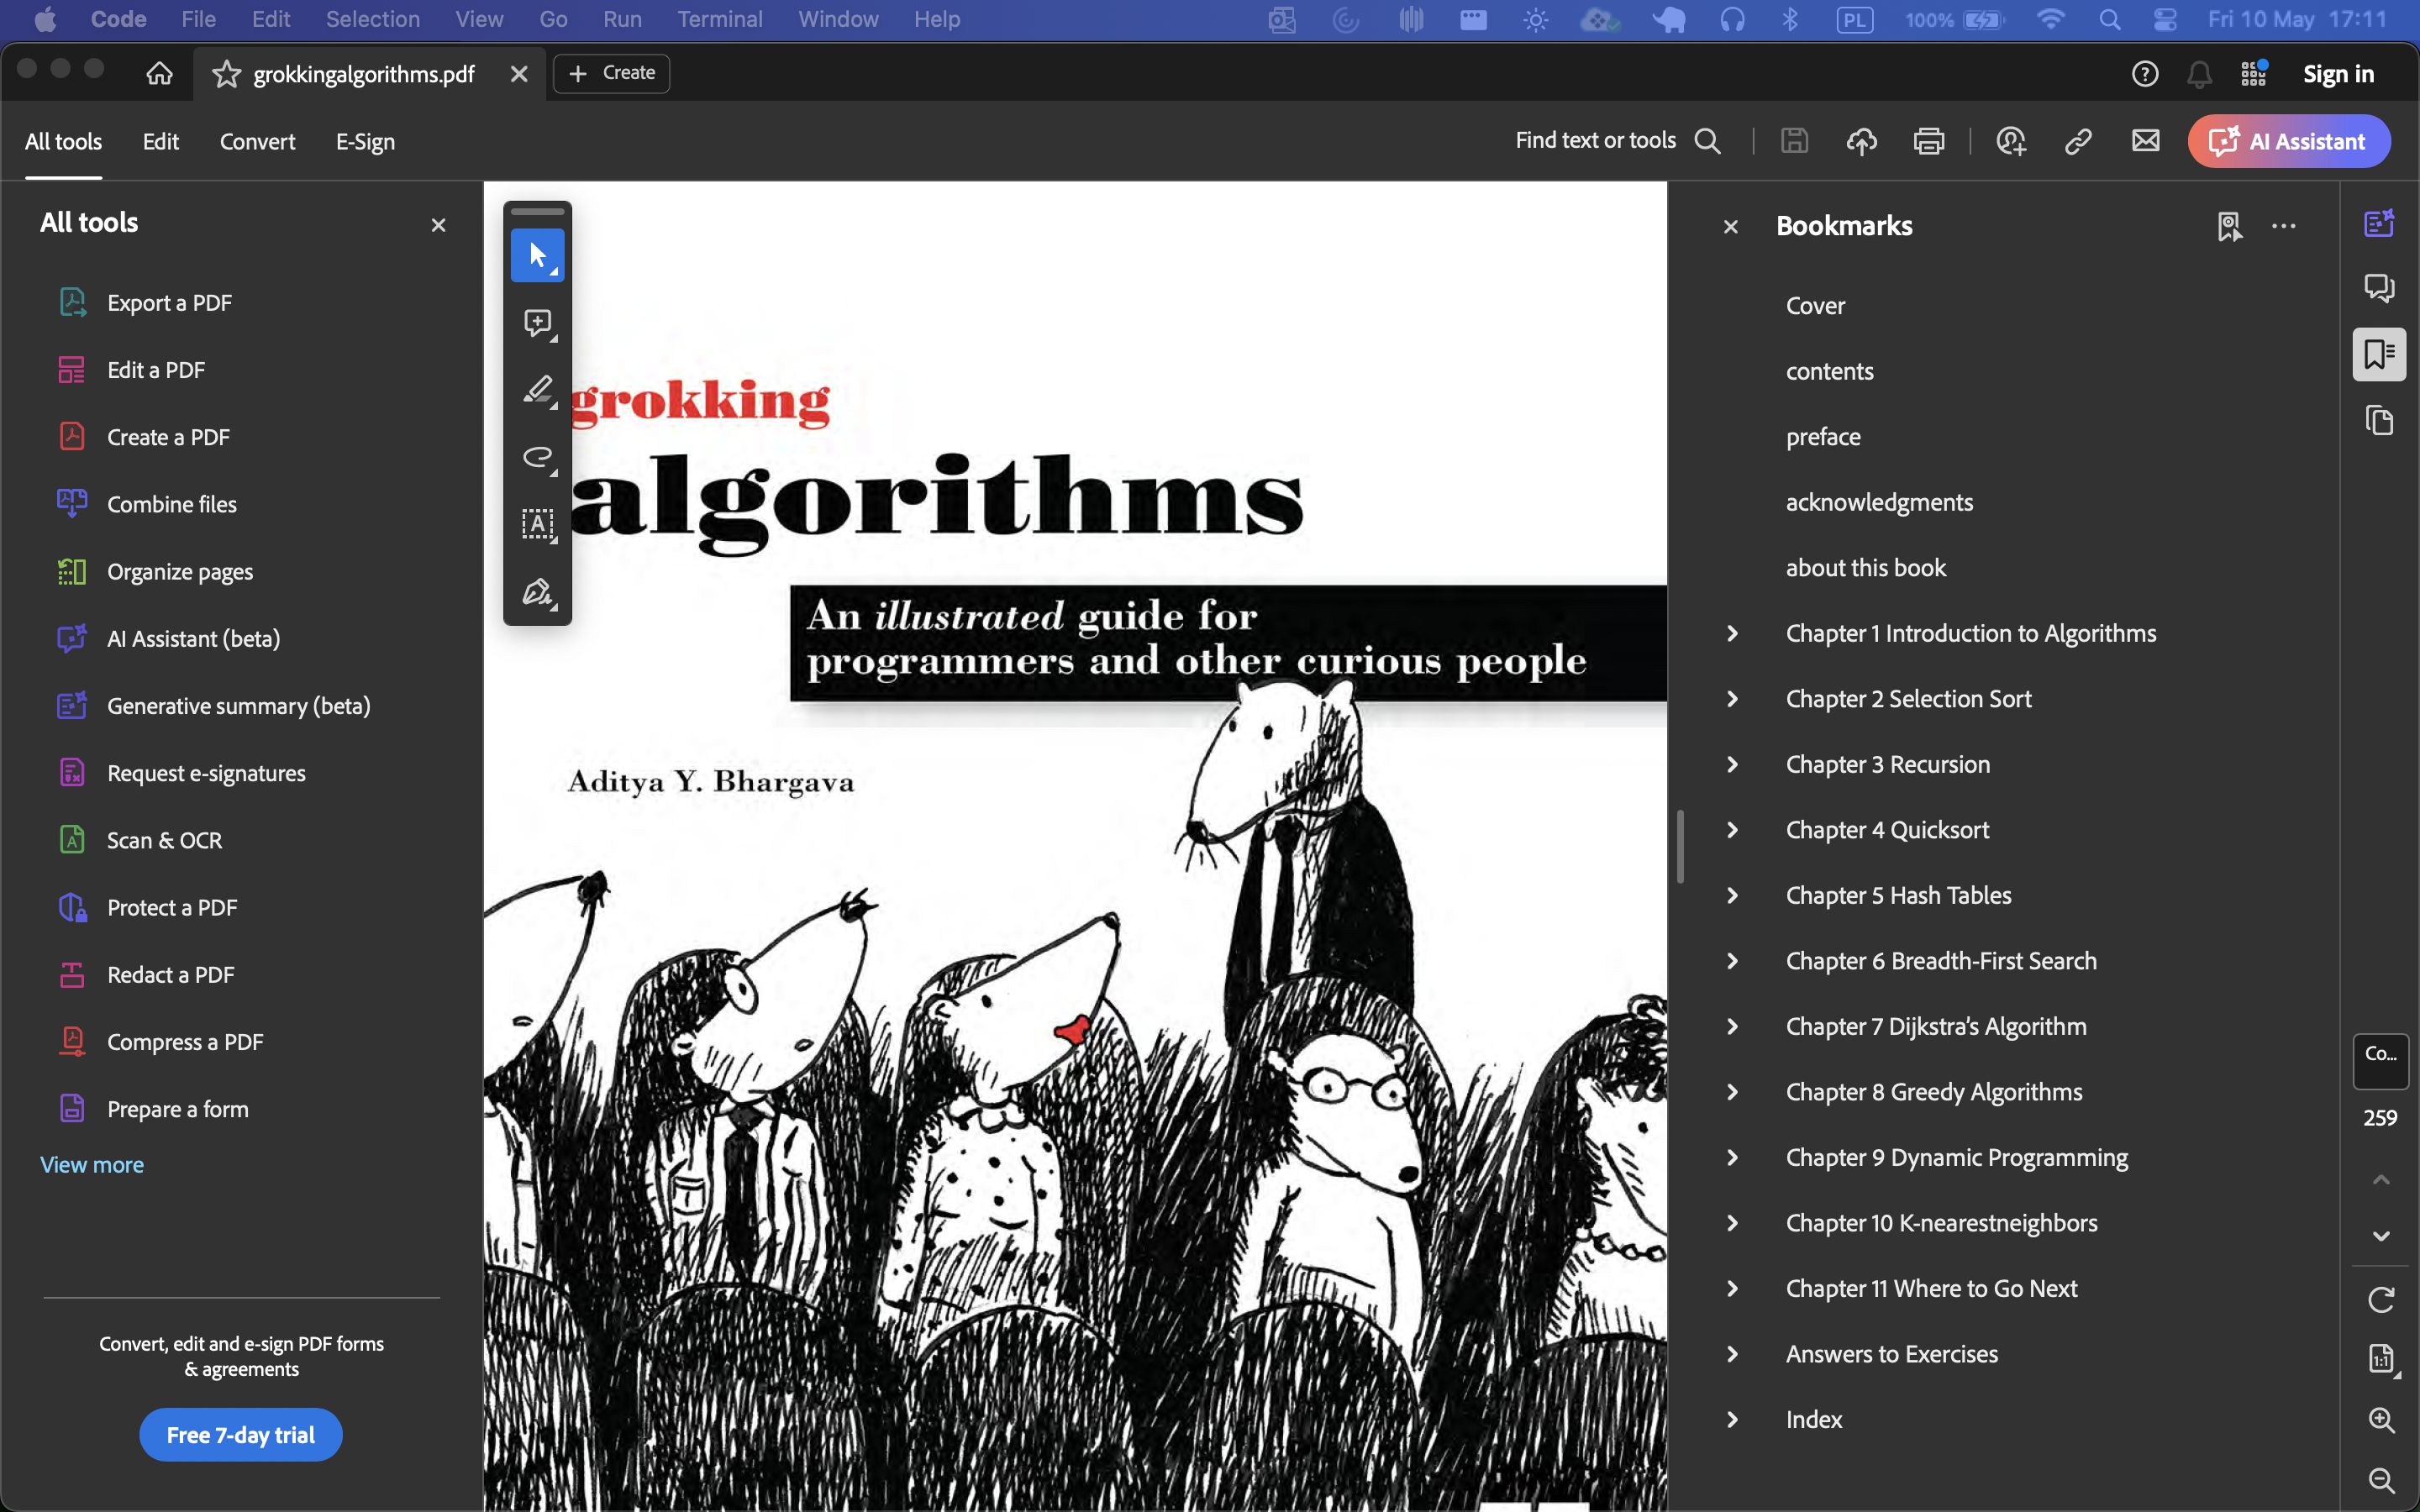 Code File Edit Selection View Go Run Terminal Window Help PL 100% Fri 10 May 17:11
grokkingalgorithms.pdf + Create Sign in
All tools Edit Convert E-Sign Find text or tools AI Assistant
All tools
Export a PDF
Edit a PDF
Create a PDF
Combine files
Organize pages
AI Assistant (beta)
Generative summary (beta)
Request e-signatures
Scan & OCR
Protect a PDF
Redact a PDF
Compress a PDF
Prepare a form
View more
Convert, edit and e-sign PDF forms
& agreements
Free 7-day trial
grokking
algorithms
An illustrated guide for
programmers and other curious people
Aditya Y. Bhargava
Bookmarks
Cover
contents
preface
acknowledgments
about this book
Chapter 1 Introduction to Algorithms
Chapter 2 Selection Sort
Chapter 3 Recursion
Chapter 4 Quicksort
Chapter 5 Hash Tables
Chapter 6 Breadth-First Search
Chapter 7 Dijkstra's Algorithm
Chapter 8 Greedy Algorithms
Chapter 9 Dynamic Programming
Chapter 10 K-nearestneighbors
Chapter 11 Where to Go Next
Answers to Exercises
Index
Co...
259
1:1